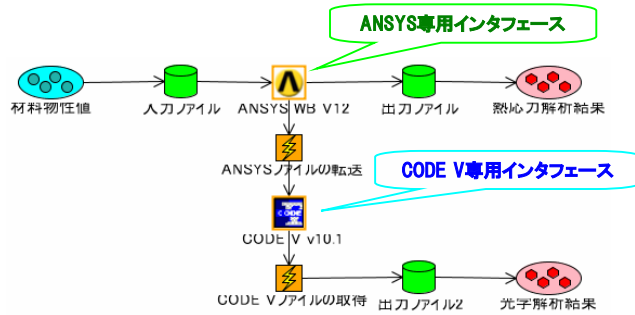 ANSYS専用インタフェース
材料物性値
入力ファイル
ANSYS WB V12
出力ファイル
熱応力解析結果
ANSYSファイルの転送
CODE V専用インタフェース
CODE V v10.1
CODE Vファイルの取得
出力ファイル2
光学解析結果